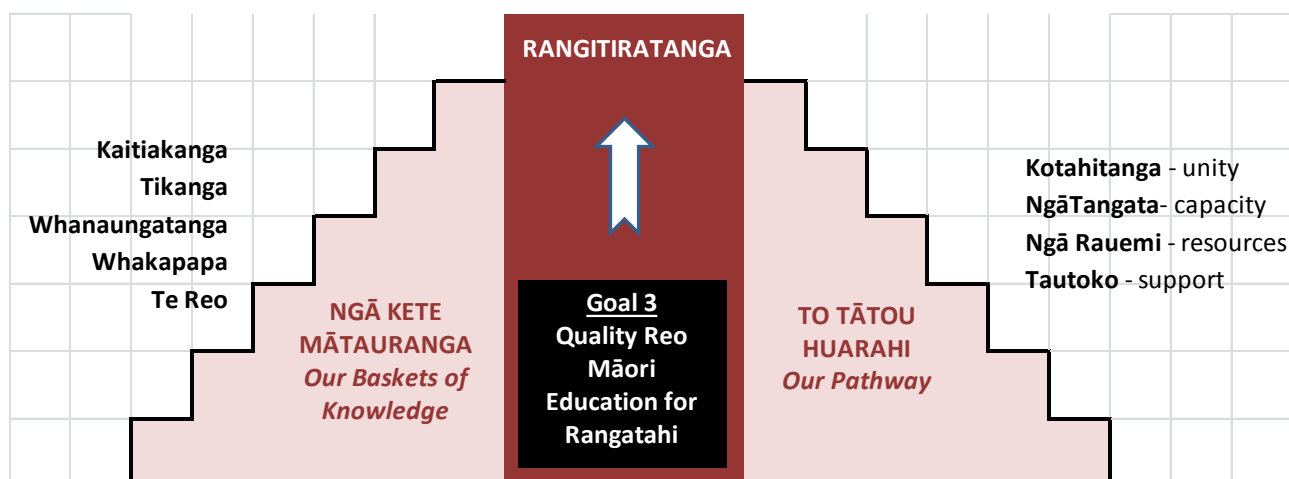 RANGITIRATANGA
Kaitiakanga
Tikanga
Whanaungatanga
Whakapapa
Te Reo
NGĀ KETE
MĀTAURANGA
Our Baskets of
Knowledge
Goal 3
Quality Reo
Māori
Education for
Rangatahi
TO TĀTOU
HUARAHI
Our Pathway
Kotahitanga - unity
NgāTangata- capacity
Ngā Rauemi - resources
Tautoko - support